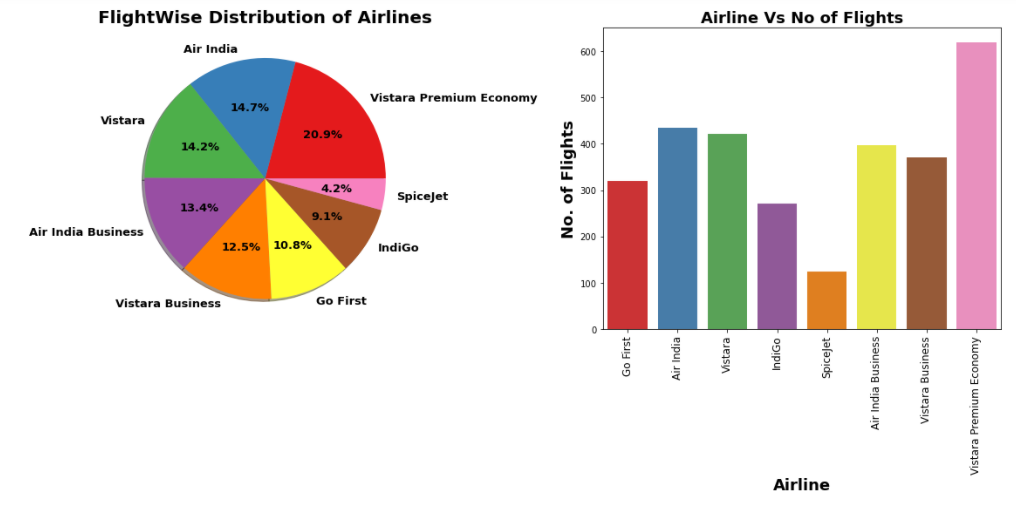 FlightWise Distribution of Airlines
Air India
Vistara Premium Economy
Vistara
Air India Business
Vistara Business
Go First
IndiGo
SpiceJet
14.7%
20.9%
14.2%
4.2%
13.4%
9.1%
12.5%
10.8%
Airline Vs No of Flights
No. of Flights
600
500
400
300
200
100
0
Go First
Air India
Vistara
IndiGo
SpiceJet
Air India Business
Vistara Business
Vistara Premium Economy
Airline